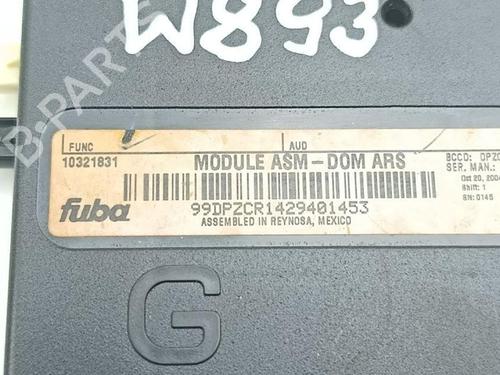 W893
B-PARTS
FUNC
10321831
AUD
MODULE ASM-DOM ARS
BCCD: OPZC
SER. MAN.:
Oct 20, 2004
Shift: 1
SN: 0145
fuba
99DPZCR1429401453
ASSEMBLED IN REYNOSA, MEXICO
G